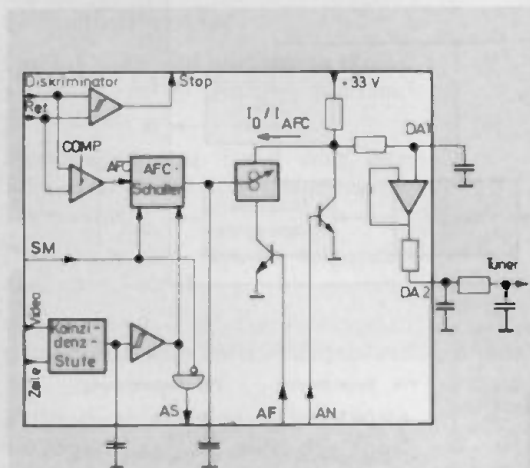 Diskriminator
Stop
+33 V
Ref.
I₀ / I AFC
DA1
COMP.
AFC
AFC-
Schalter
SM
Tuner
DA 2
Video
Koinzi-
denz-
Stufe
Zeile
AS
AF
AN